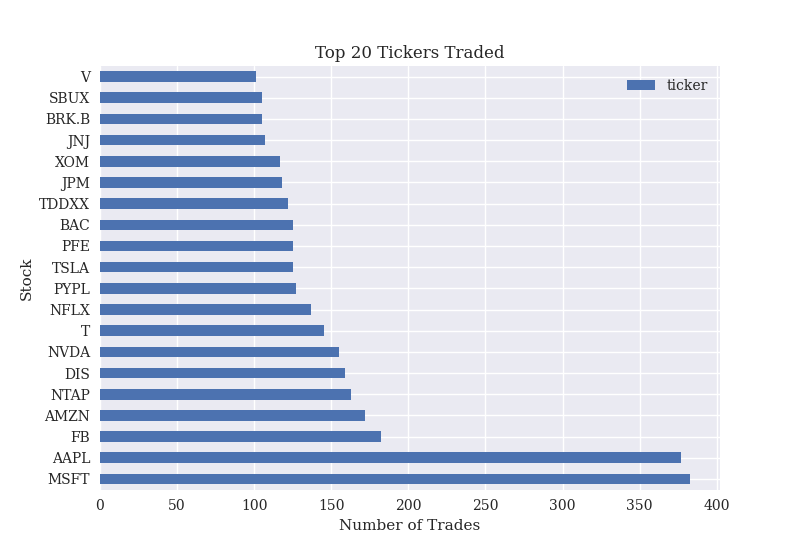 Top 20 Tickers Traded
ticker
V
SBUX
BRK.B
JNJ
XOM
JPM
TDDXX
BAC
PFE
TSLA
PYPL
NFLX
T
NVDA
DIS
NTAP
AMZN
FB
AAPL
MSFT
Stock
0 50 100 150 200 250 300 350 400
Number of Trades